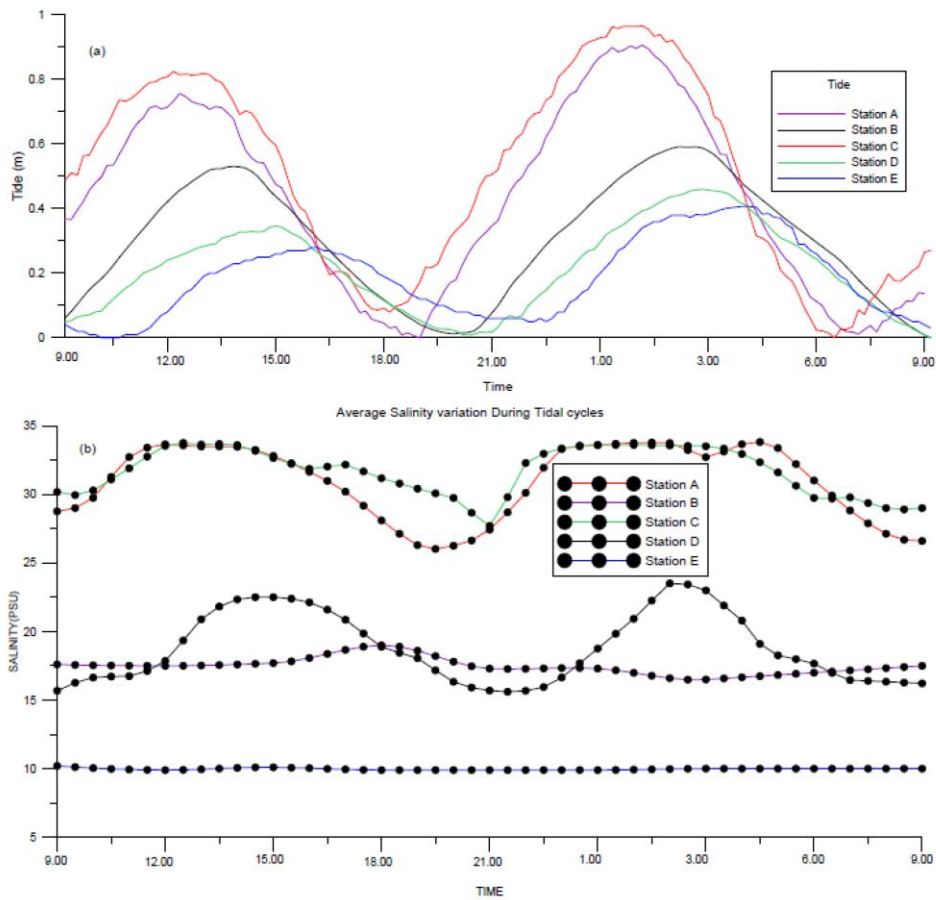 1
(a)
0.8
0.6
0.4
0.2
0
Tide (m)
Tide
Station A
Station B
Station C
Station D
Station E
9.00 12.00 15.00 18.00 21.00 1.00 3.00 6.00 9.00
Time
Average Salinity variation During Tidal cycles
35
(b)
30
25
20
15
10
5
SALINITY(PSU)
Station A
Station B
Station C
Station D
Station E
9.00 12.00 15.00 18.00 21.00 1.00 3.00 6.00 9.00
TIME